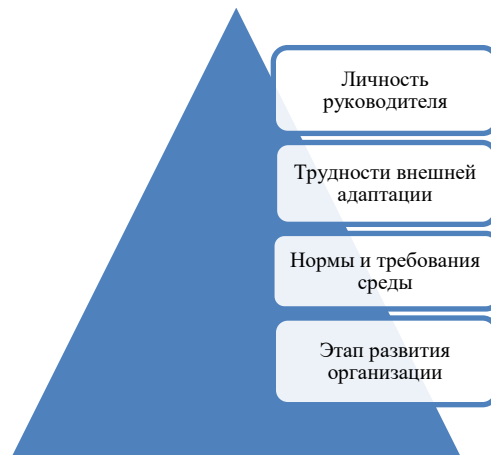 Личность
руководителя
Трудности внешней
адаптации
Нормы и требования
среды
Этап развития
организации